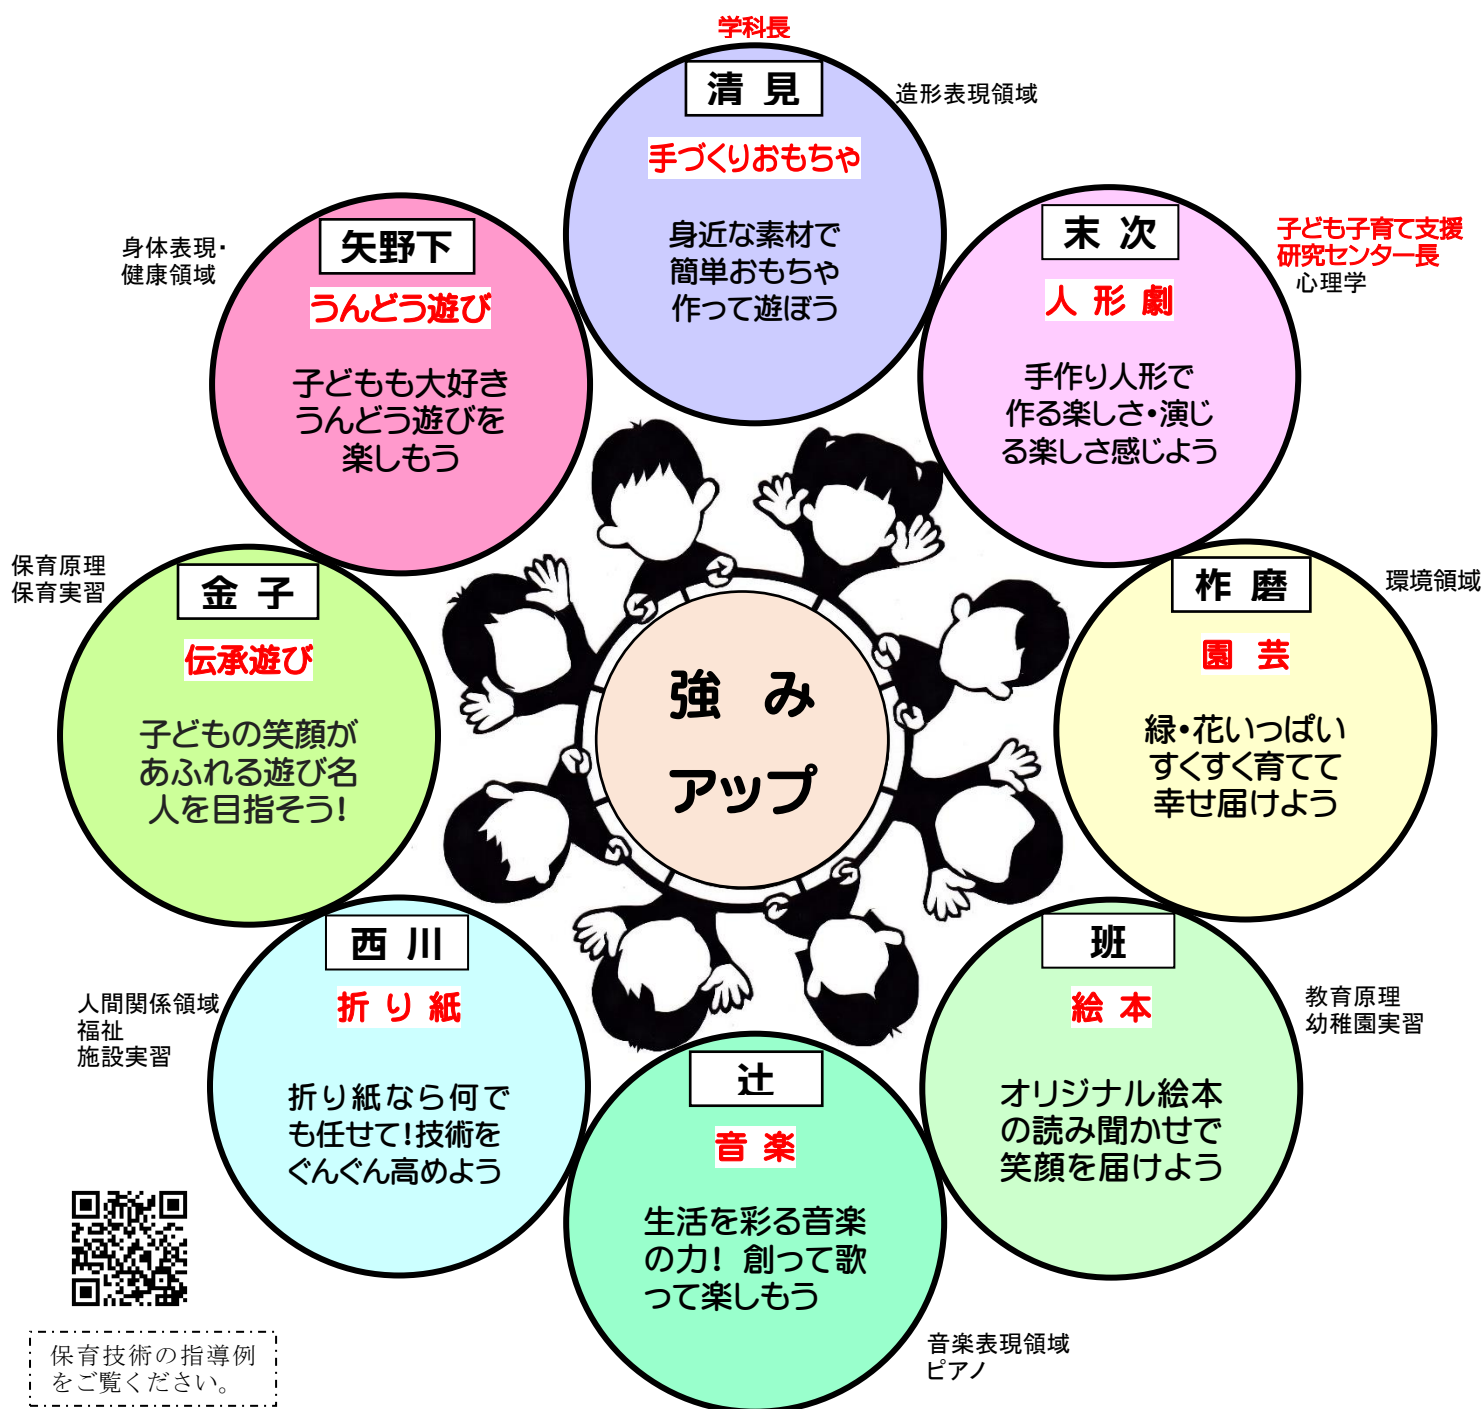 学科長
清 見
造形表現領域
手づくりおもちゃ
身近な素材で
簡単おもちゃ
作って遊ぼう
末 次
子ども子育て支援
研究センター長
心理学
人 形 劇
手作り人形で
作る楽しさ・演じ
る楽しさ感じよう
柞 磨
環境領域
園 芸
緑・花いっぱい
すくすく育てて
幸せ届けよう
班
教育原理
幼稚園実習
絵 本
オリジナル絵本
の読み聞かせで
笑顔を届けよう
辻
音楽表現領域
ピアノ
音 楽
生活を彩る音楽
の力! 創って歌
って楽しもう
西 川
人間関係領域
福祉
施設実習
折 り 紙
折り紙なら何で
も任せて!技術を
ぐんぐん高めよう
金 子
保育原理
保育実習
伝承遊び
子どもの笑顔が
あふれる遊び名
人を目指そう!
矢野下
身体表現・
健康領域
うんどう遊び
子どもも大好き
うんどう遊びを
楽しもう
強 み
アップ
保育技術の指導例
をご覧ください。